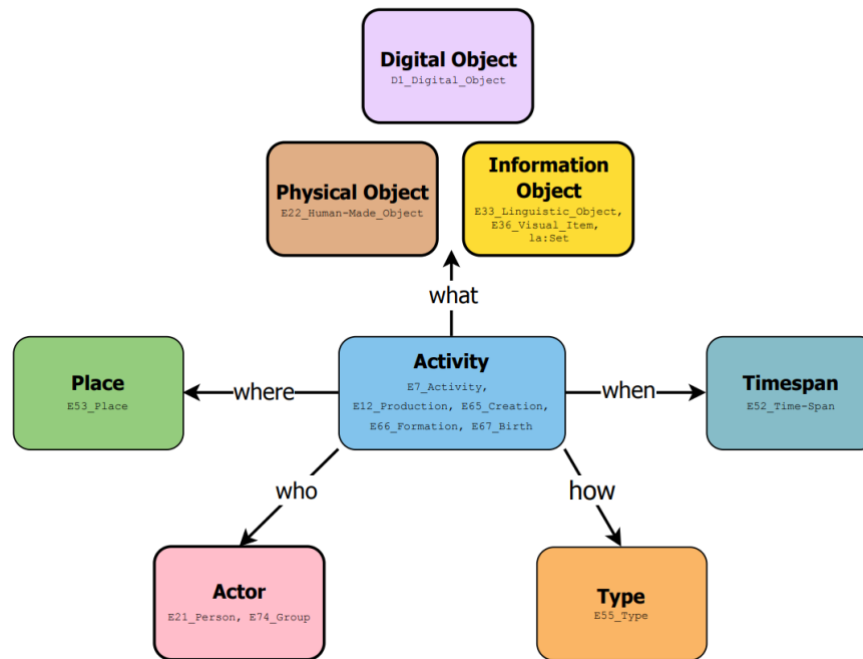 Digital Object
D1_Digital_Object
Physical Object
E22_Human-Made_Object
Information
Object
E33_Linguistic_Object,
E36_Visual_Item,
la:Set
what
Place
E53_Place
where
Activity
E7_Activity,
E12_Production, E65_Creation,
E66_Formation, E67_Birth
when
Timespan
E52_Time-Span
who
how
Actor
E21_Person, E74_Group
Type
E55_Type